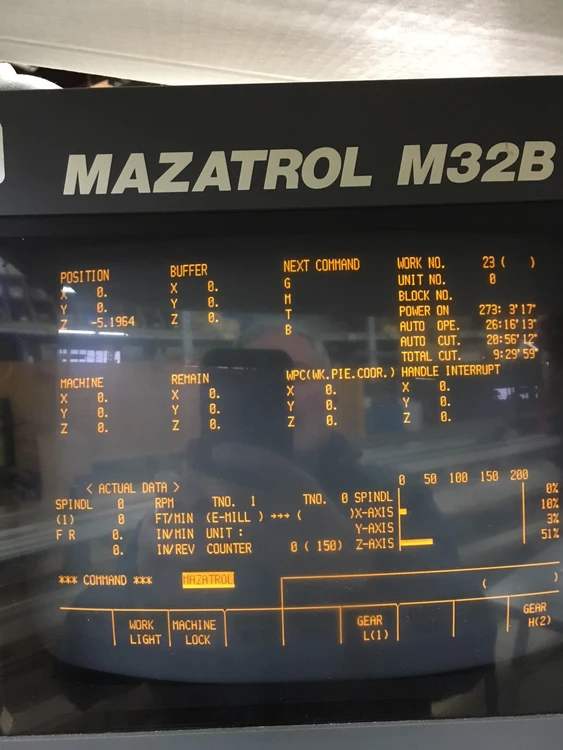 MAZATROL M32B
POSITION BUFFER NEXT COMMAND WORK NO. 23 ( )
X 0. X 0. G UNIT NO. 0
Y 0. Y 0. M BLOCK NO.
Z -5.1964 Z 0. T POWER ON 273: 3'17"
B AUTO OPE. 26:16'13"
AUTO CUT. 20:56'12"
TOTAL CUT. 9:29'59"
MACHINE REMAIN WPC(WK.PIE.COOR.) HANDLE INTERRUPT
X 0. X 0. X 0. X 0.
Y 0. Y 0. Y 0. Y 0.
Z 0. Z 0. Z 0. Z 0.
< ACTUAL DATA > 0 50 100 150 200
SPINDL 0 RPM TNO. 1 TNO. 0 SPINDL 0%
(1) 0 FT/MIN (E-MILL ) →→→ ( )X-AXIS 10%
F R 0. IN/MIN UNIT : Y-AXIS 3%
0. IN/REV COUNTER 0 ( 150) Z-AXIS 51%
*** COMMAND *** MAZATROL ( )
WORK LIGHT MACHINE LOCK GEAR L(1) GEAR H(2)